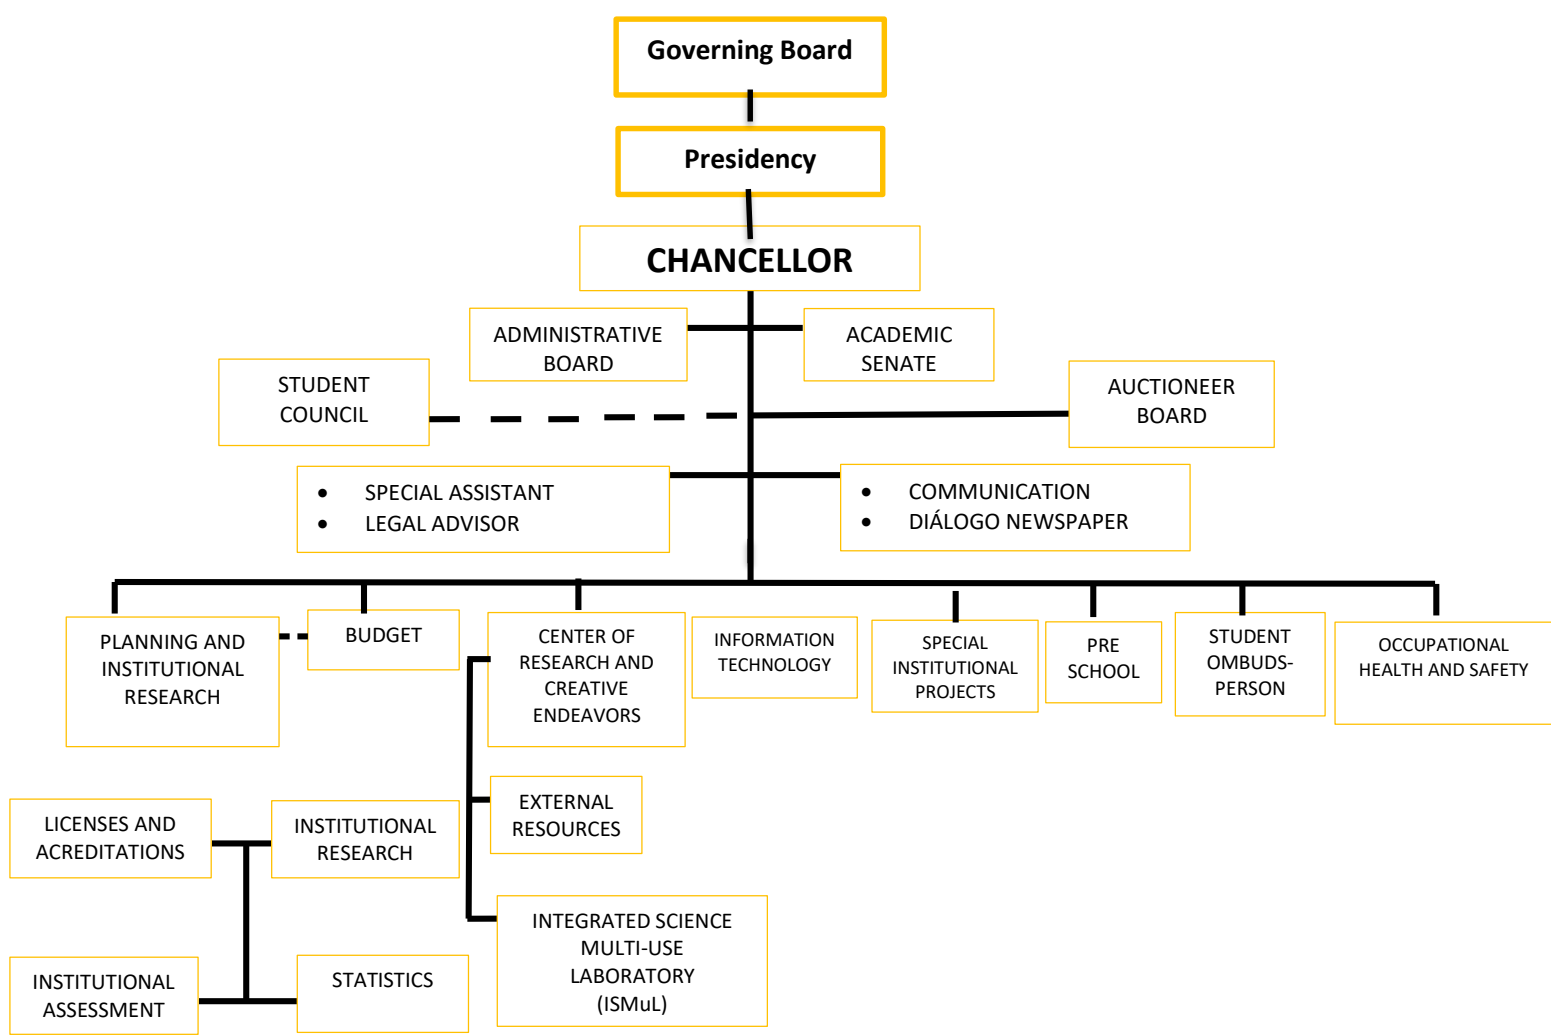 Governing Board
Presidency
CHANCELLOR
ADMINISTRATIVE
BOARD
ACADEMIC
SENATE
STUDENT
COUNCIL
AUCTIONEER
BOARD
• SPECIAL ASSISTANT
• LEGAL ADVISOR
• COMMUNICATION
• DIÁLOGO NEWSPAPER
PLANNING AND
INSTITUTIONAL
RESEARCH
BUDGET
CENTER OF
RESEARCH AND
CREATIVE
ENDEAVORS
INFORMATION
TECHNOLOGY
SPECIAL
INSTITUTIONAL
PROJECTS
PRE
SCHOOL
STUDENT
OMBUDS-
PERSON
OCCUPATIONAL
HEALTH AND SAFETY
LICENSES AND
ACREDITATIONS
INSTITUTIONAL
RESEARCH
EXTERNAL
RESOURCES
INSTITUTIONAL
ASSESSMENT
STATISTICS
INTEGRATED SCIENCE
MULTI-USE
LABORATORY
(ISMuL)